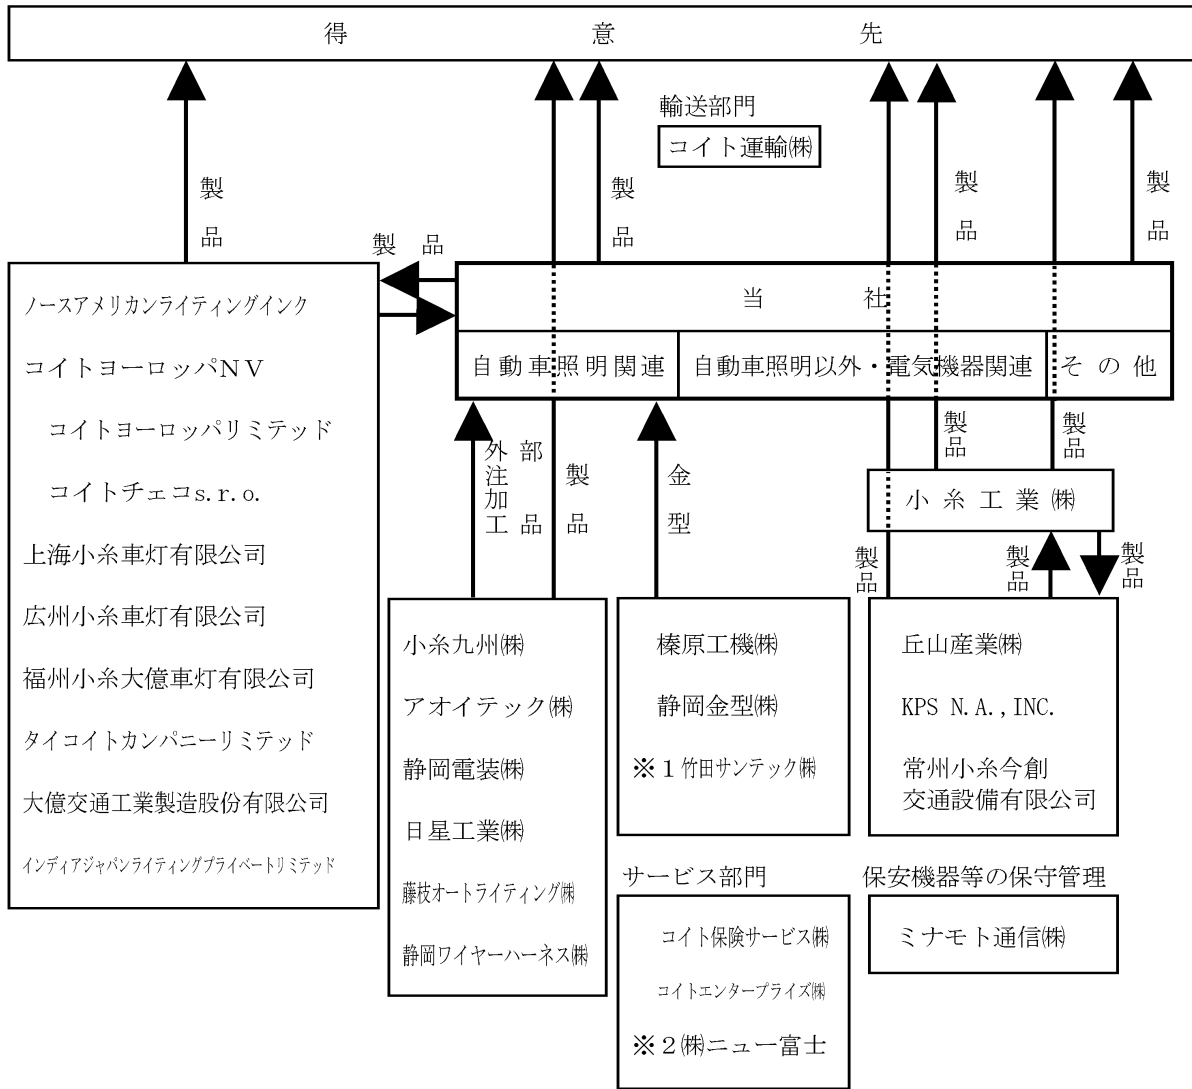 得意先
輸送部門
コイト運輸㈱
製品
製品
製品
製品
製品
ノースアメリカンライティングインク
コイトヨーロッパＮＶ
コイトヨーロッパリミテッド
コイトチェコs.r.o.
上海小糸車灯有限公司
広州小糸車灯有限公司
福州小糸大億車灯有限公司
タイコイトカンパニーリミテッド
大億交通工業製造股份有限公司
インディアジャパンライティングプライベートリミテッド
当社
自動車照明関連
自動車照明以外・電気機器関連
その他
外注加工
部品
製品
金型
製品
製品
小糸工業㈱
製品
製品
製品
小糸九州㈱
アオイテック㈱
静岡電装㈱
日星工業㈱
藤枝オートライティング㈱
静岡ワイヤーハーネス㈱
榛原工機㈱
静岡金型㈱
※１竹田サンテック㈱
丘山産業㈱
KPS N.A.,INC.
常州小糸今創
交通設備有限公司
サービス部門
コイト保険サービス㈱
コイトエンタープライズ㈱
※２㈱ニュー富士
保安機器等の保守管理
ミナモト通信㈱